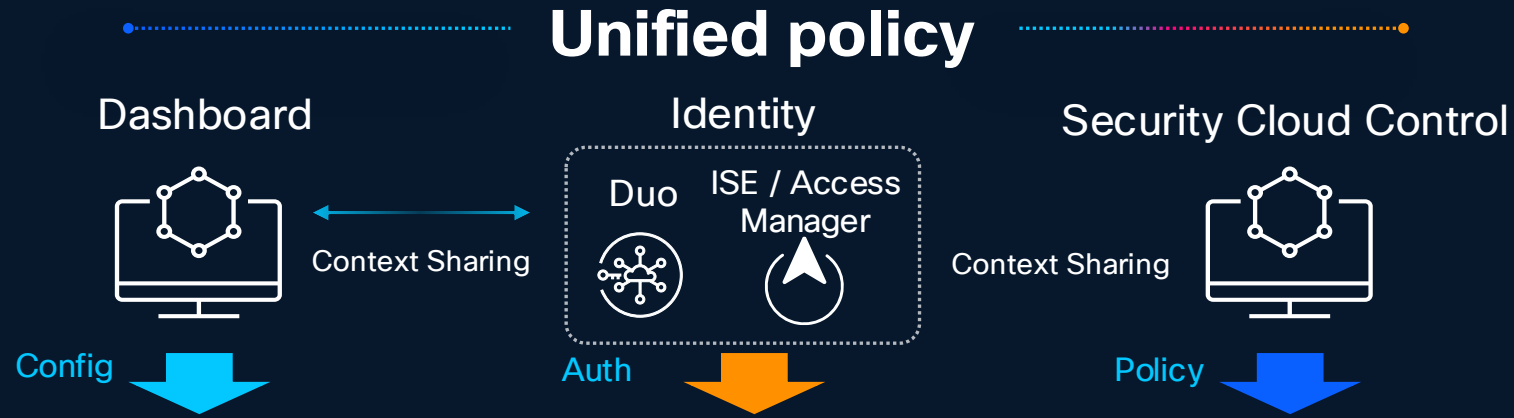 Unified policy
Dashboard
Identity
Security Cloud Control
Duo
ISE / Access
Manager
Context Sharing
Context Sharing
Config
Auth
Policy